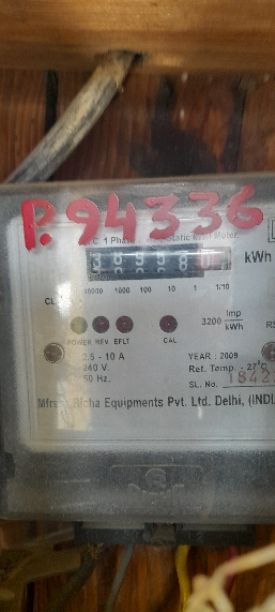 P.94336
1 Phase Static Meter
kWh
10000 1000 100 10 1 1/10
3200 Imp
kWh
POWER REV EFLT CAL
2.5 - 10 A
240 V.
50 Hz.
YEAR : 2009
Ref. Temp. - 27°C
SL. No.
Equipments Pvt. Ltd. Delhi,